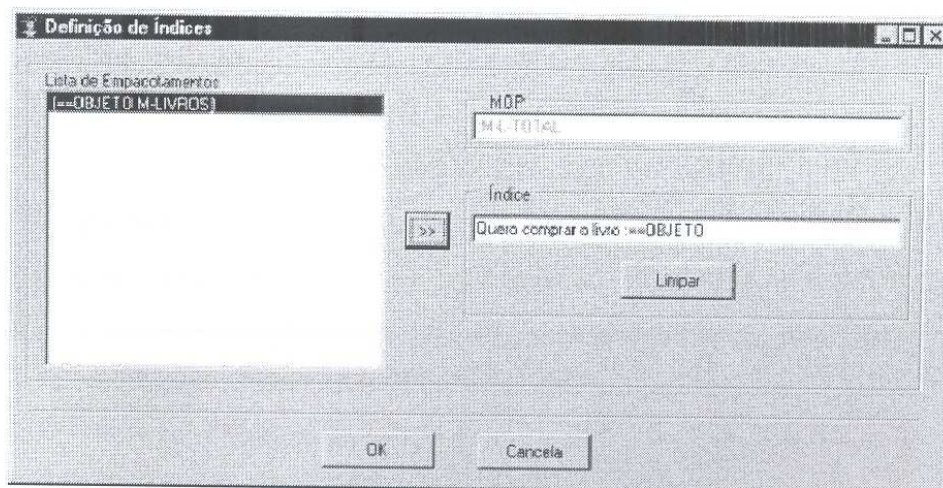 Definição de Índices
Lista de Empacotamentos
[:==OBJETO M-LIVROS]
MOP
M-L-TOTAL
Índice
>>
Quero comprar o livro :==OBJETO
Limpar
OK
Cancela